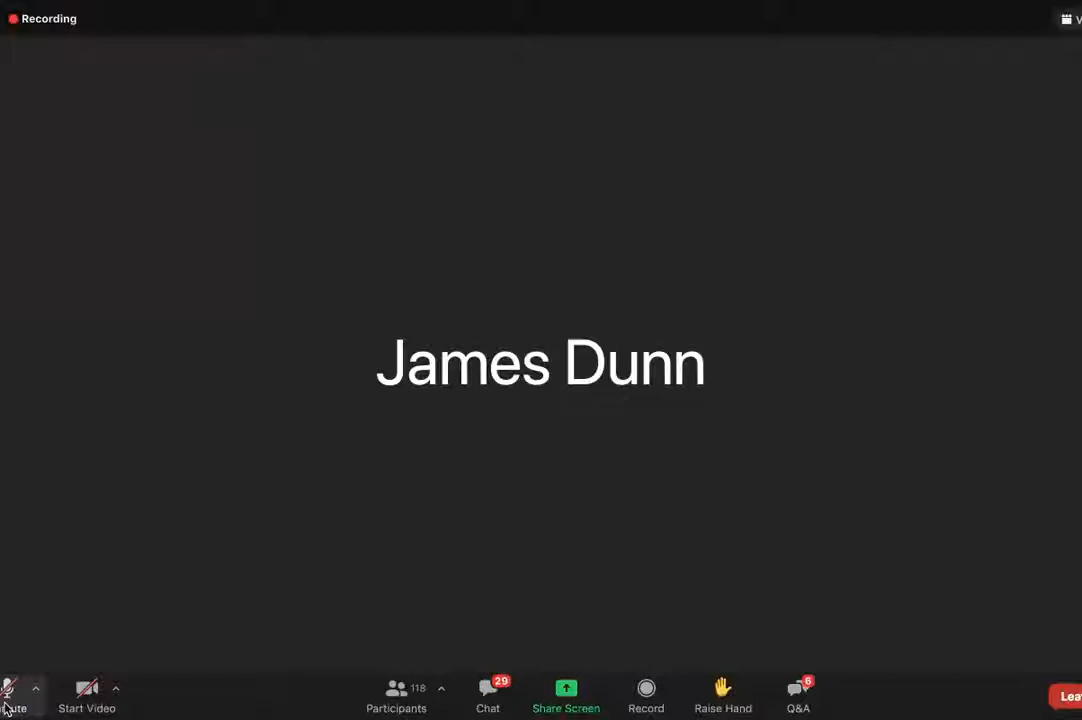 Recording
James Dunn
Start Video
118
Participants
29
Chat
Share Screen
Record
Raise Hand
6
Q&A